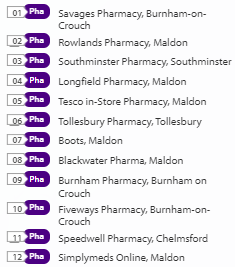 01 Pha Savages Pharmacy, Burnham-on-
Crouch
02 Pha Rowlands Pharmacy, Maldon
03 Pha Southminster Pharmacy, Southminster
04 Pha Longfield Pharmacy, Maldon
05 Pha Tesco in-Store Pharmacy, Maldon
06 Pha Tollesbury Pharmacy, Tollesbury
07 Pha Boots, Maldon
08 Pha Blackwater Pharma, Maldon
09 Pha Burnham Pharmacy, Burnham on
Crouch
10 Pha Fiveways Pharmacy, Burnham-on-
Crouch
11 Pha Speedwell Pharmacy, Chelmsford
12 Pha Simplymeds Online, Maldon